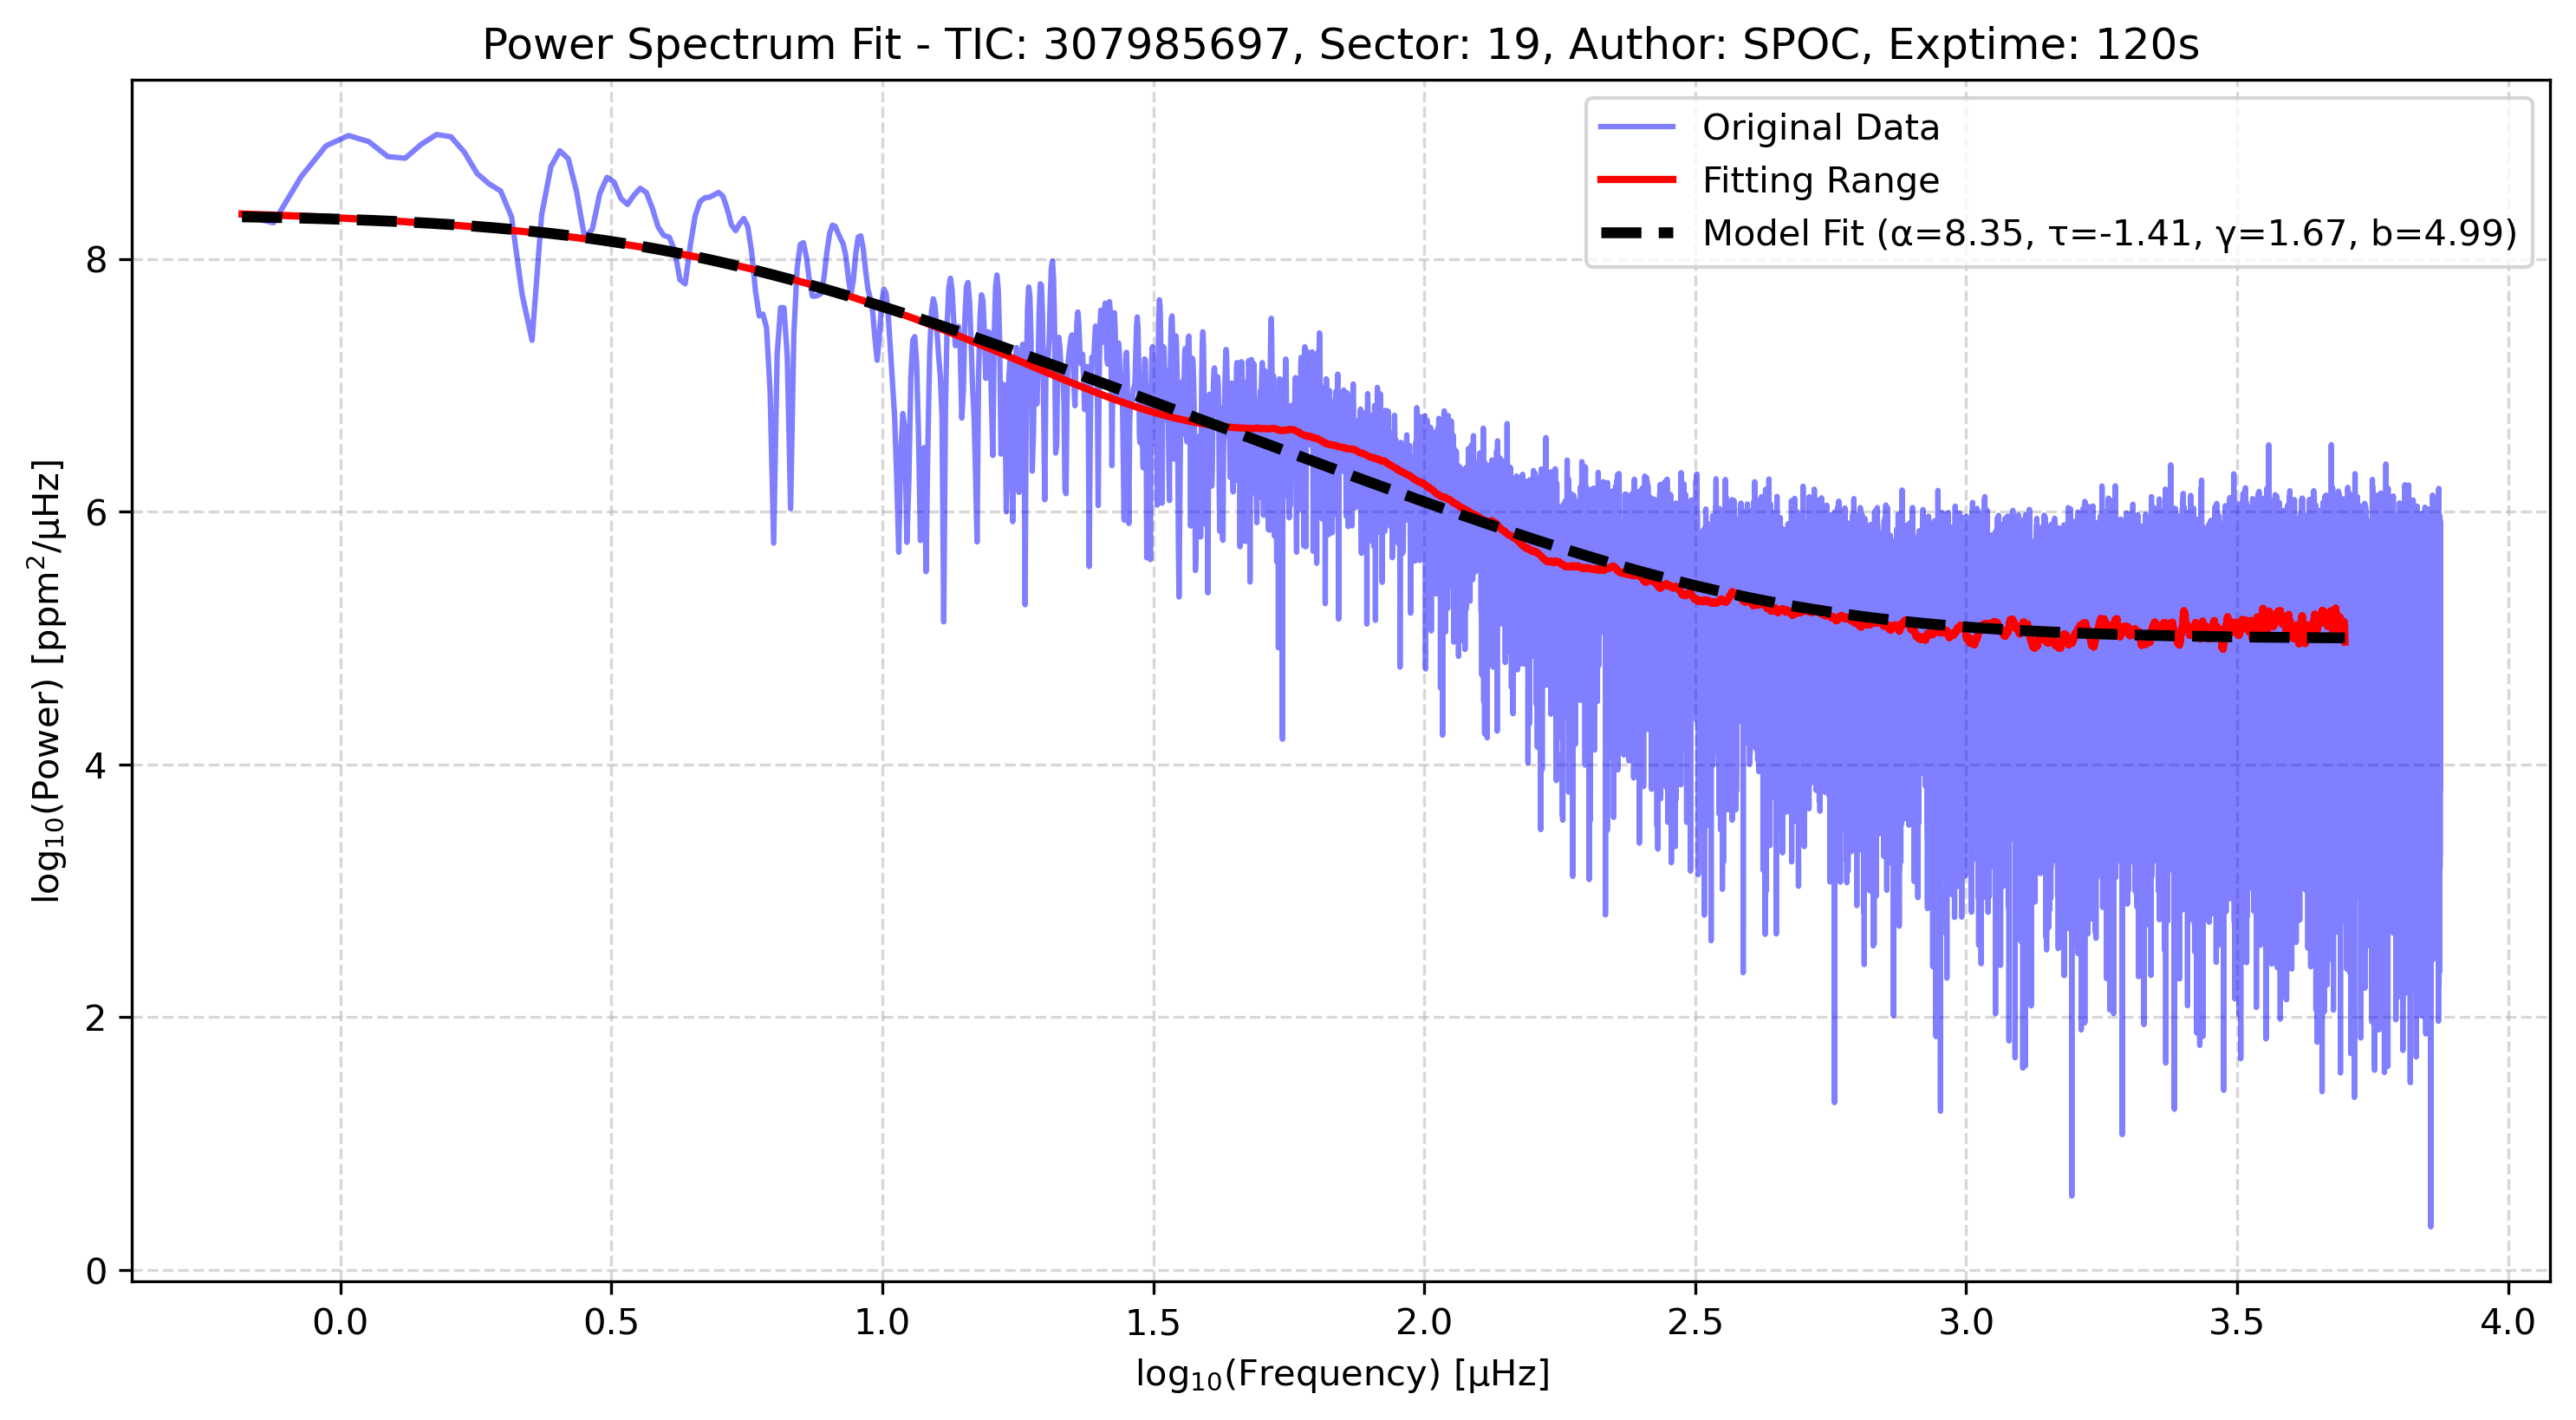 Power Spectrum Fit - TIC: 307985697, Sector: 19, Author: SPOC, Exptime: 120s
Original Data
Fitting Range
Model Fit (α=8.35, τ=-1.41, γ=1.67, b=4.99)
log₁₀(Power) [ppm²/μHz]
8
6
4
2
0
0.0 0.5 1.0 1.5 2.0 2.5 3.0 3.5 4.0
log₁₀(Frequency) [μHz]